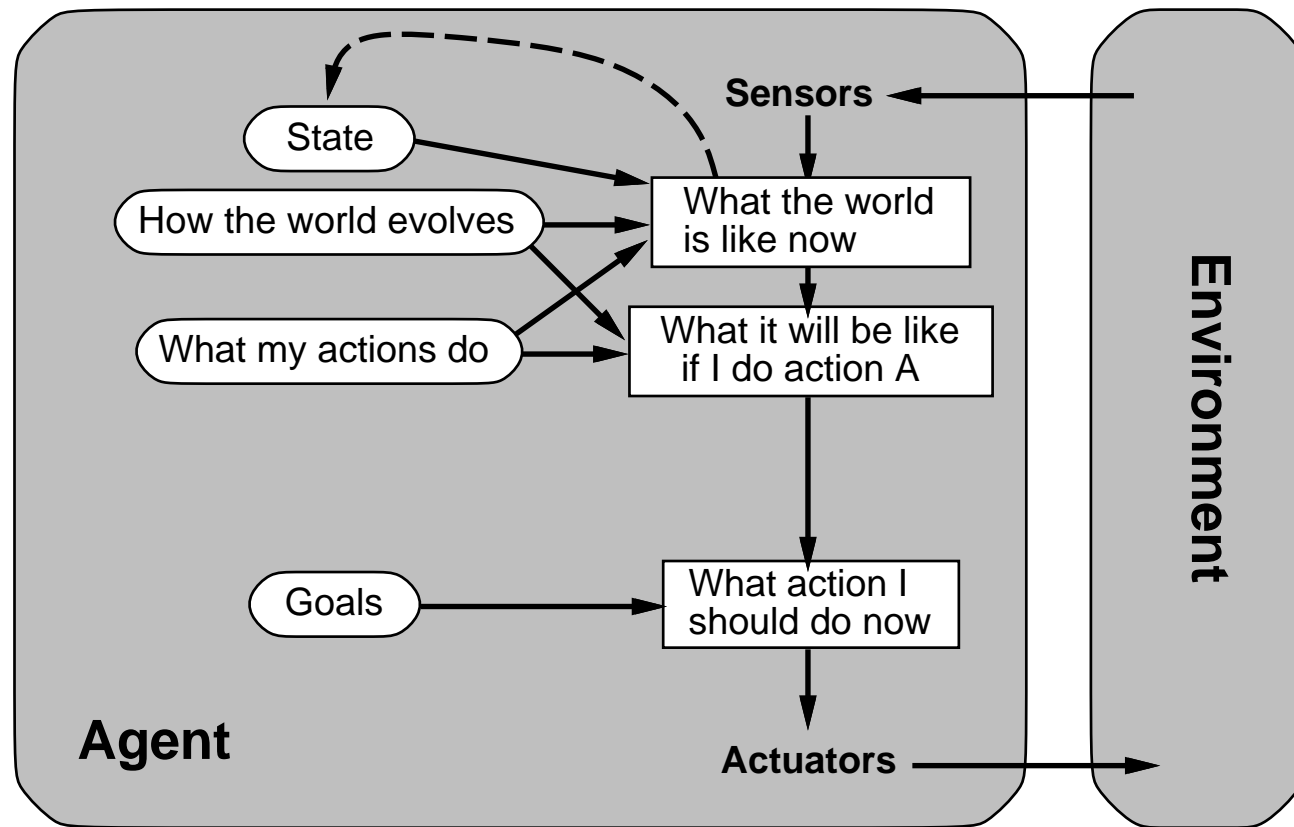 Sensors
State
What the world
is like now
How the world evolves
What my actions do
What it will be like
if I do action A
Goals
What action I
should do now
Agent
Actuators
Environment